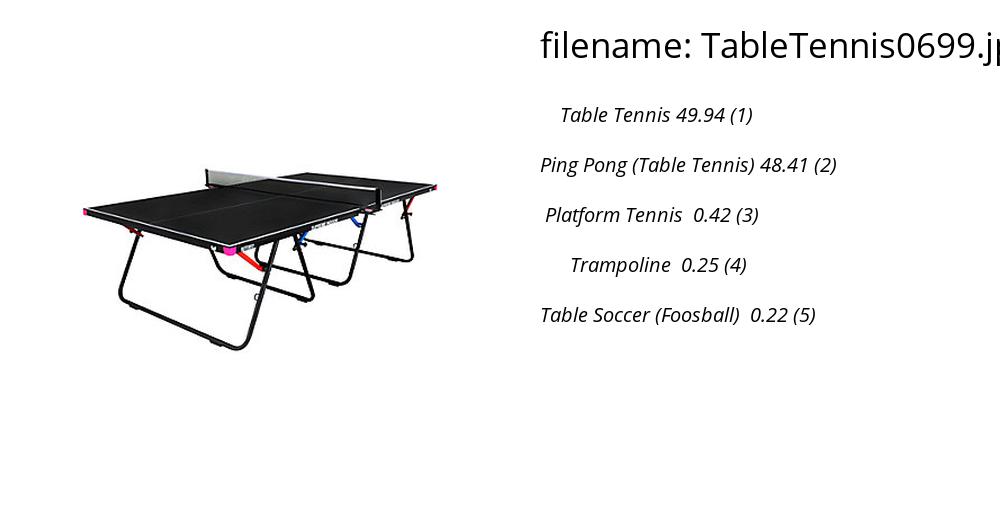 filename: TableTennis0699.jp
Table Tennis 49.94 (1)
Ping Pong (Table Tennis) 48.41 (2)
Platform Tennis 0.42 (3)
Trampoline 0.25 (4)
Table Soccer (Foosball) 0.22 (5)